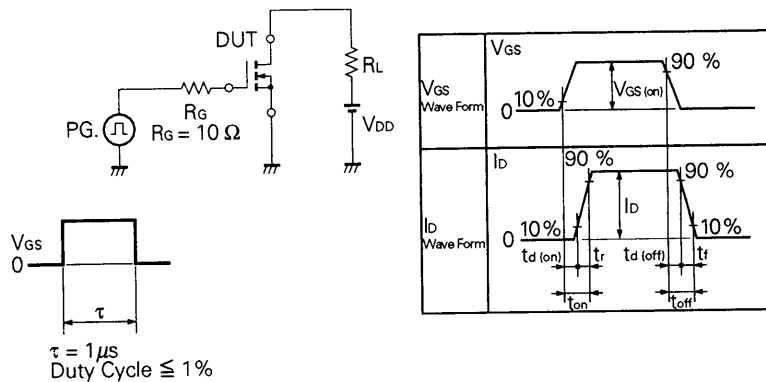 DUT
RL
RG
RG = 10 Ω
PG.
VDD
VGS
0
τ
τ = 1 μs
Duty Cycle ≦ 1%
VGS
Wave Form
VGS
90 %
10%
VGS (on)
0
ID
Wave Form
ID
90 %
90 %
ID
10%
10%
0
td (on)
tr
td (off)
tf
ton
toff